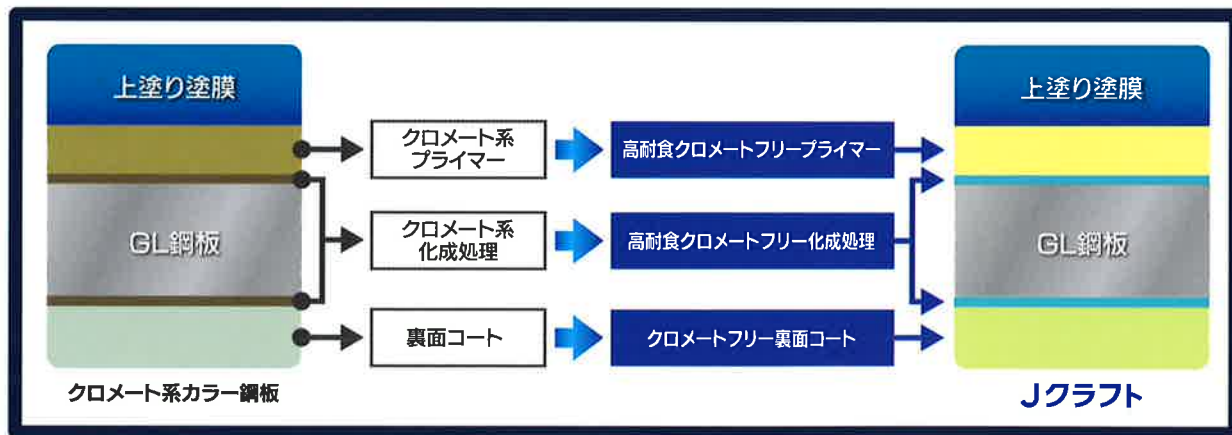 上塗り塗膜
GL鋼板
クロメート系カラー鋼板
クロメート系
プライマー
高耐食クロメートフリープライマー
クロメート系
化成処理
高耐食クロメートフリー化成処理
裏面コート
クロメートフリー裏面コート
上塗り塗膜
GL鋼板
Jクラフト